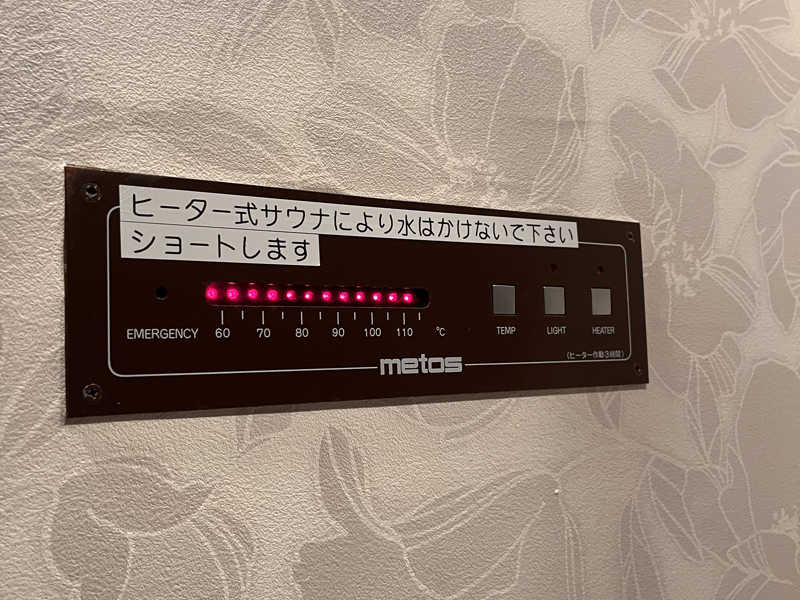 ヒーター式サウナにより水はかけないで下さい
ショートします
EMERGENCY 60 70 80 90 100 110 ℃ TEMP LIGHT HEATER
metos
(ヒーター作動3時間)